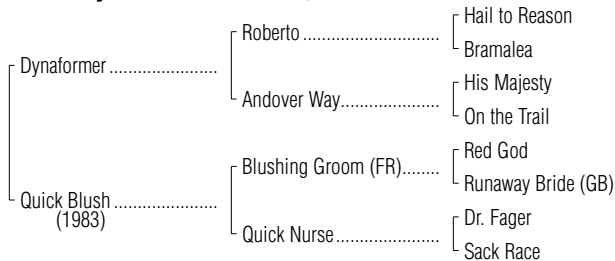 Roberto
Hail to Reason
Bramalea
Dynaformer
Andover Way
His Majesty
On the Trail
Quick Blush
(1983)
Blushing Groom (FR)
Red God
Runaway Bride (GB)
Quick Nurse
Dr. Fager
Sack Race